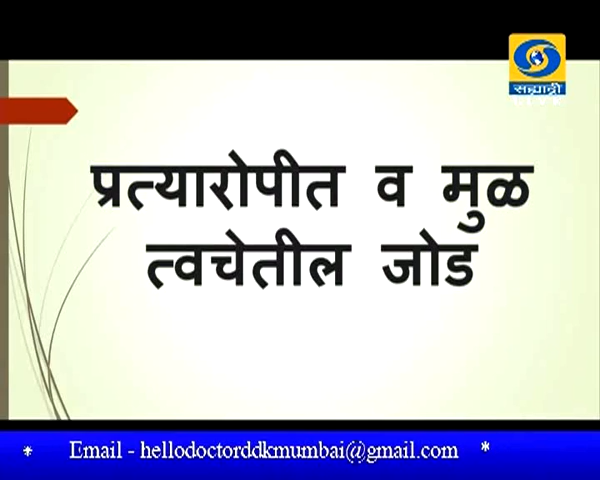 सह्याद्री
प्रत्यारोपीत व मुळ
त्वचेतील जोड
* Email - hellodoctorddkmumbai@gmail.com *